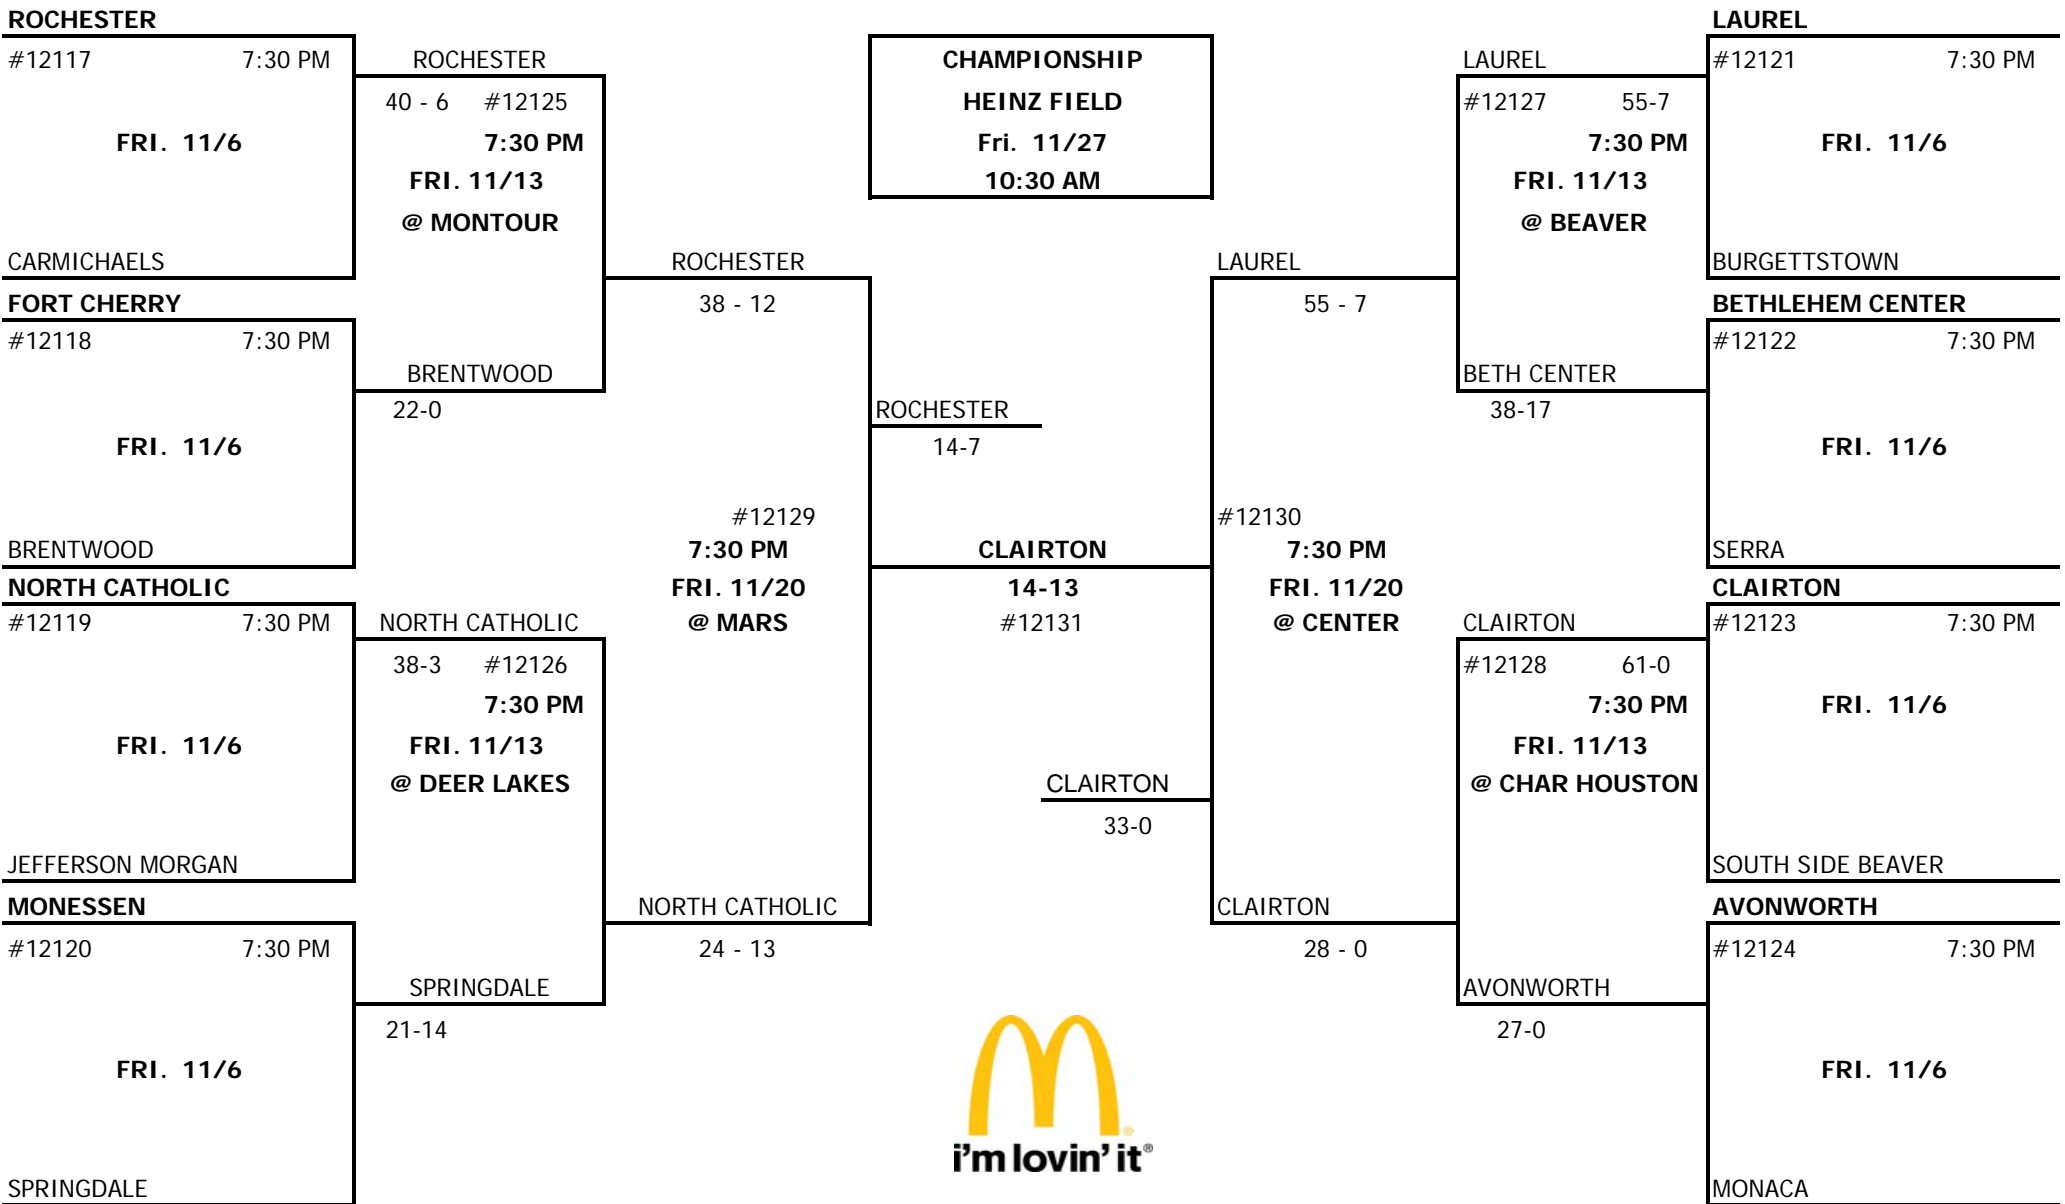 ROCHESTER
#12117 7:30 PM
FRI. 11/6
CARMICHAELS
FORT CHERRY
#12118 7:30 PM
FRI. 11/6
BRENTWOOD
NORTH CATHOLIC
#12119 7:30 PM
FRI. 11/6
JEFFERSON MORGAN
MONESSEN
#12120 7:30 PM
FRI. 11/6
SPRINGDALE
ROCHESTER
40 - 6 #12125
7:30 PM
FRI. 11/13
@ MONTOUR
BRENTWOOD
22-0
NORTH CATHOLIC
38-3 #12126
7:30 PM
FRI. 11/13
@ DEER LAKES
SPRINGDALE
21-14
ROCHESTER
38 - 12
#12129
7:30 PM
FRI. 11/20
@ MARS
NORTH CATHOLIC
24 - 13
CHAMPIONSHIP
HEINZ FIELD
Fri. 11/27
10:30 AM
ROCHESTER
14-7
CLAIRTON
14-13
#12131
CLAIRTON
33-0
i'm lovin' it®
LAUREL
55 - 7
#12130
7:30 PM
FRI. 11/20
@ CENTER
CLAIRTON
28 - 0
LAUREL
#12127 55-7
7:30 PM
FRI. 11/13
@ BEAVER
BETH CENTER
38-17
CLAIRTON
#12128 61-0
7:30 PM
FRI. 11/13
@ CHAR HOUSTON
AVONWORTH
27-0
LAUREL
#12121 7:30 PM
FRI. 11/6
BURGETTSTOWN
BETHLEHEM CENTER
#12122 7:30 PM
FRI. 11/6
SERRA
CLAIRTON
#12123 7:30 PM
FRI. 11/6
SOUTH SIDE BEAVER
AVONWORTH
#12124 7:30 PM
FRI. 11/6
MONACA